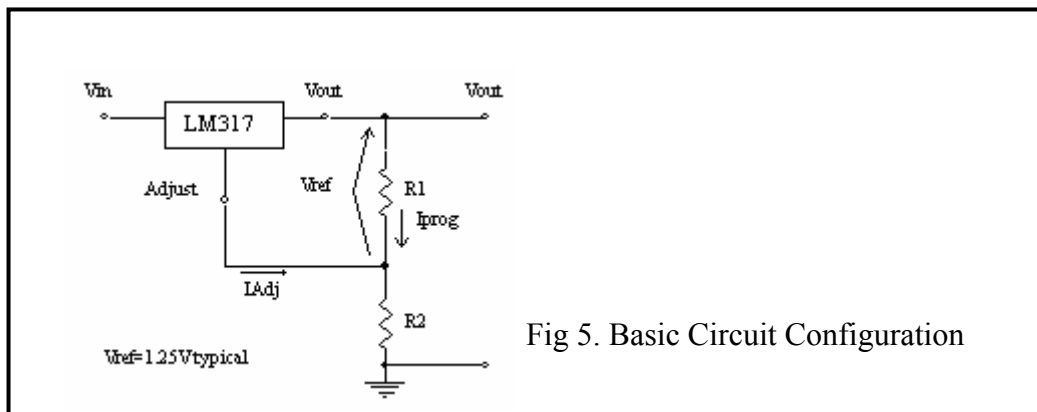 Vin
Vout
Vout
LM317
Adjust
Vref
R1
Iprog
IAdj
R2
Vref=1.25Vtypical
Fig 5. Basic Circuit Configuration